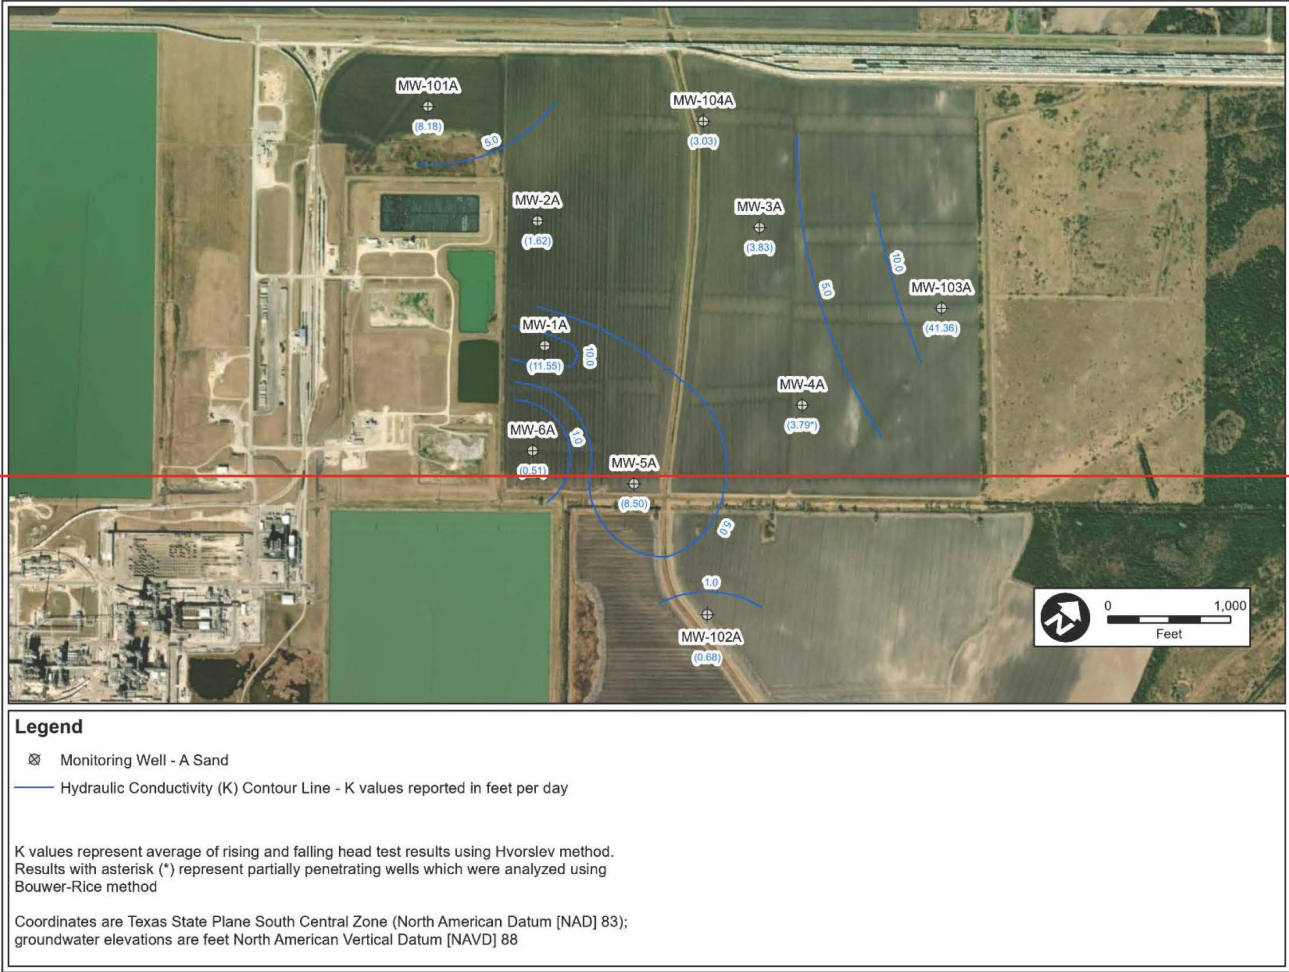 MW-101A
(8.18)
5.0
MW-104A
(3.03)
MW-2A
(1.62)
MW-3A
(3.83)
10.0
5.0
MW-103A
(41.36)
MW-1A
(11.55)
10.0
MW-4A
(3.79*)
MW-6A
(0.51)
1.0
MW-5A
(8.50)
5.0
1.0
MW-102A
(0.68)
N
0 1,000
Feet
Legend
Monitoring Well - A Sand
Hydraulic Conductivity (K) Contour Line - K values reported in feet per day
K values represent average of rising and falling head test results using Hvorslev method.
Results with asterisk (*) represent partially penetrating wells which were analyzed using
Bouwer-Rice method
Coordinates are Texas State Plane South Central Zone (North American Datum [NAD] 83);
groundwater elevations are feet North American Vertical Datum [NAVD] 88